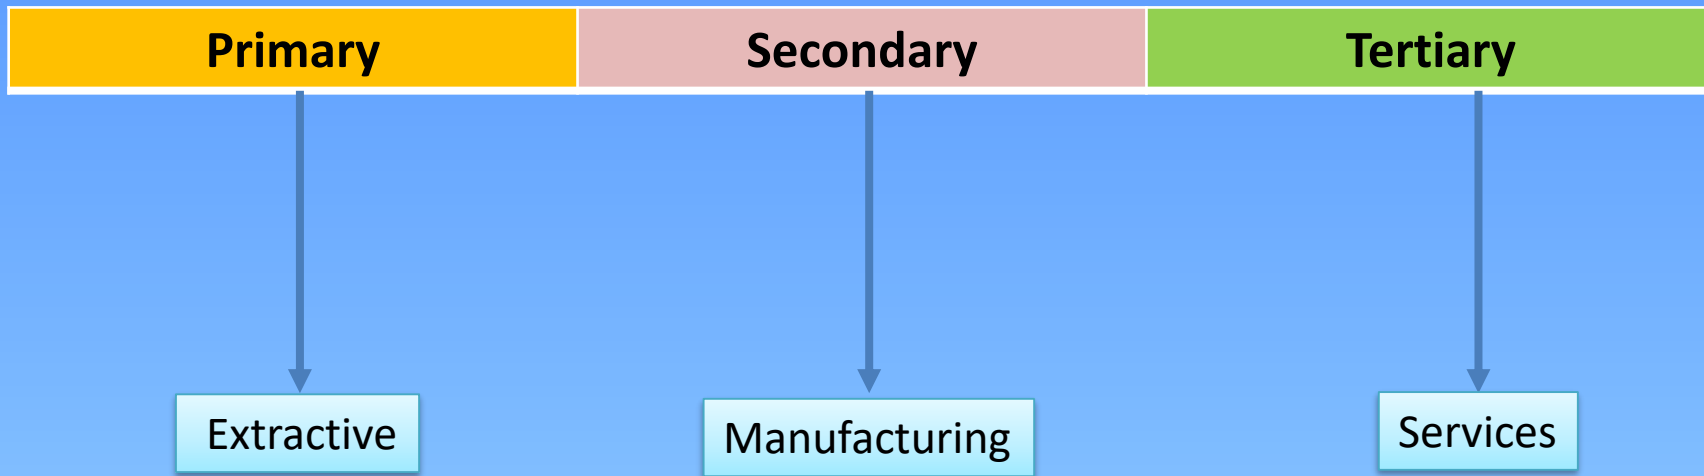 Primary
Secondary
Tertiary
Extractive
Manufacturing
Services